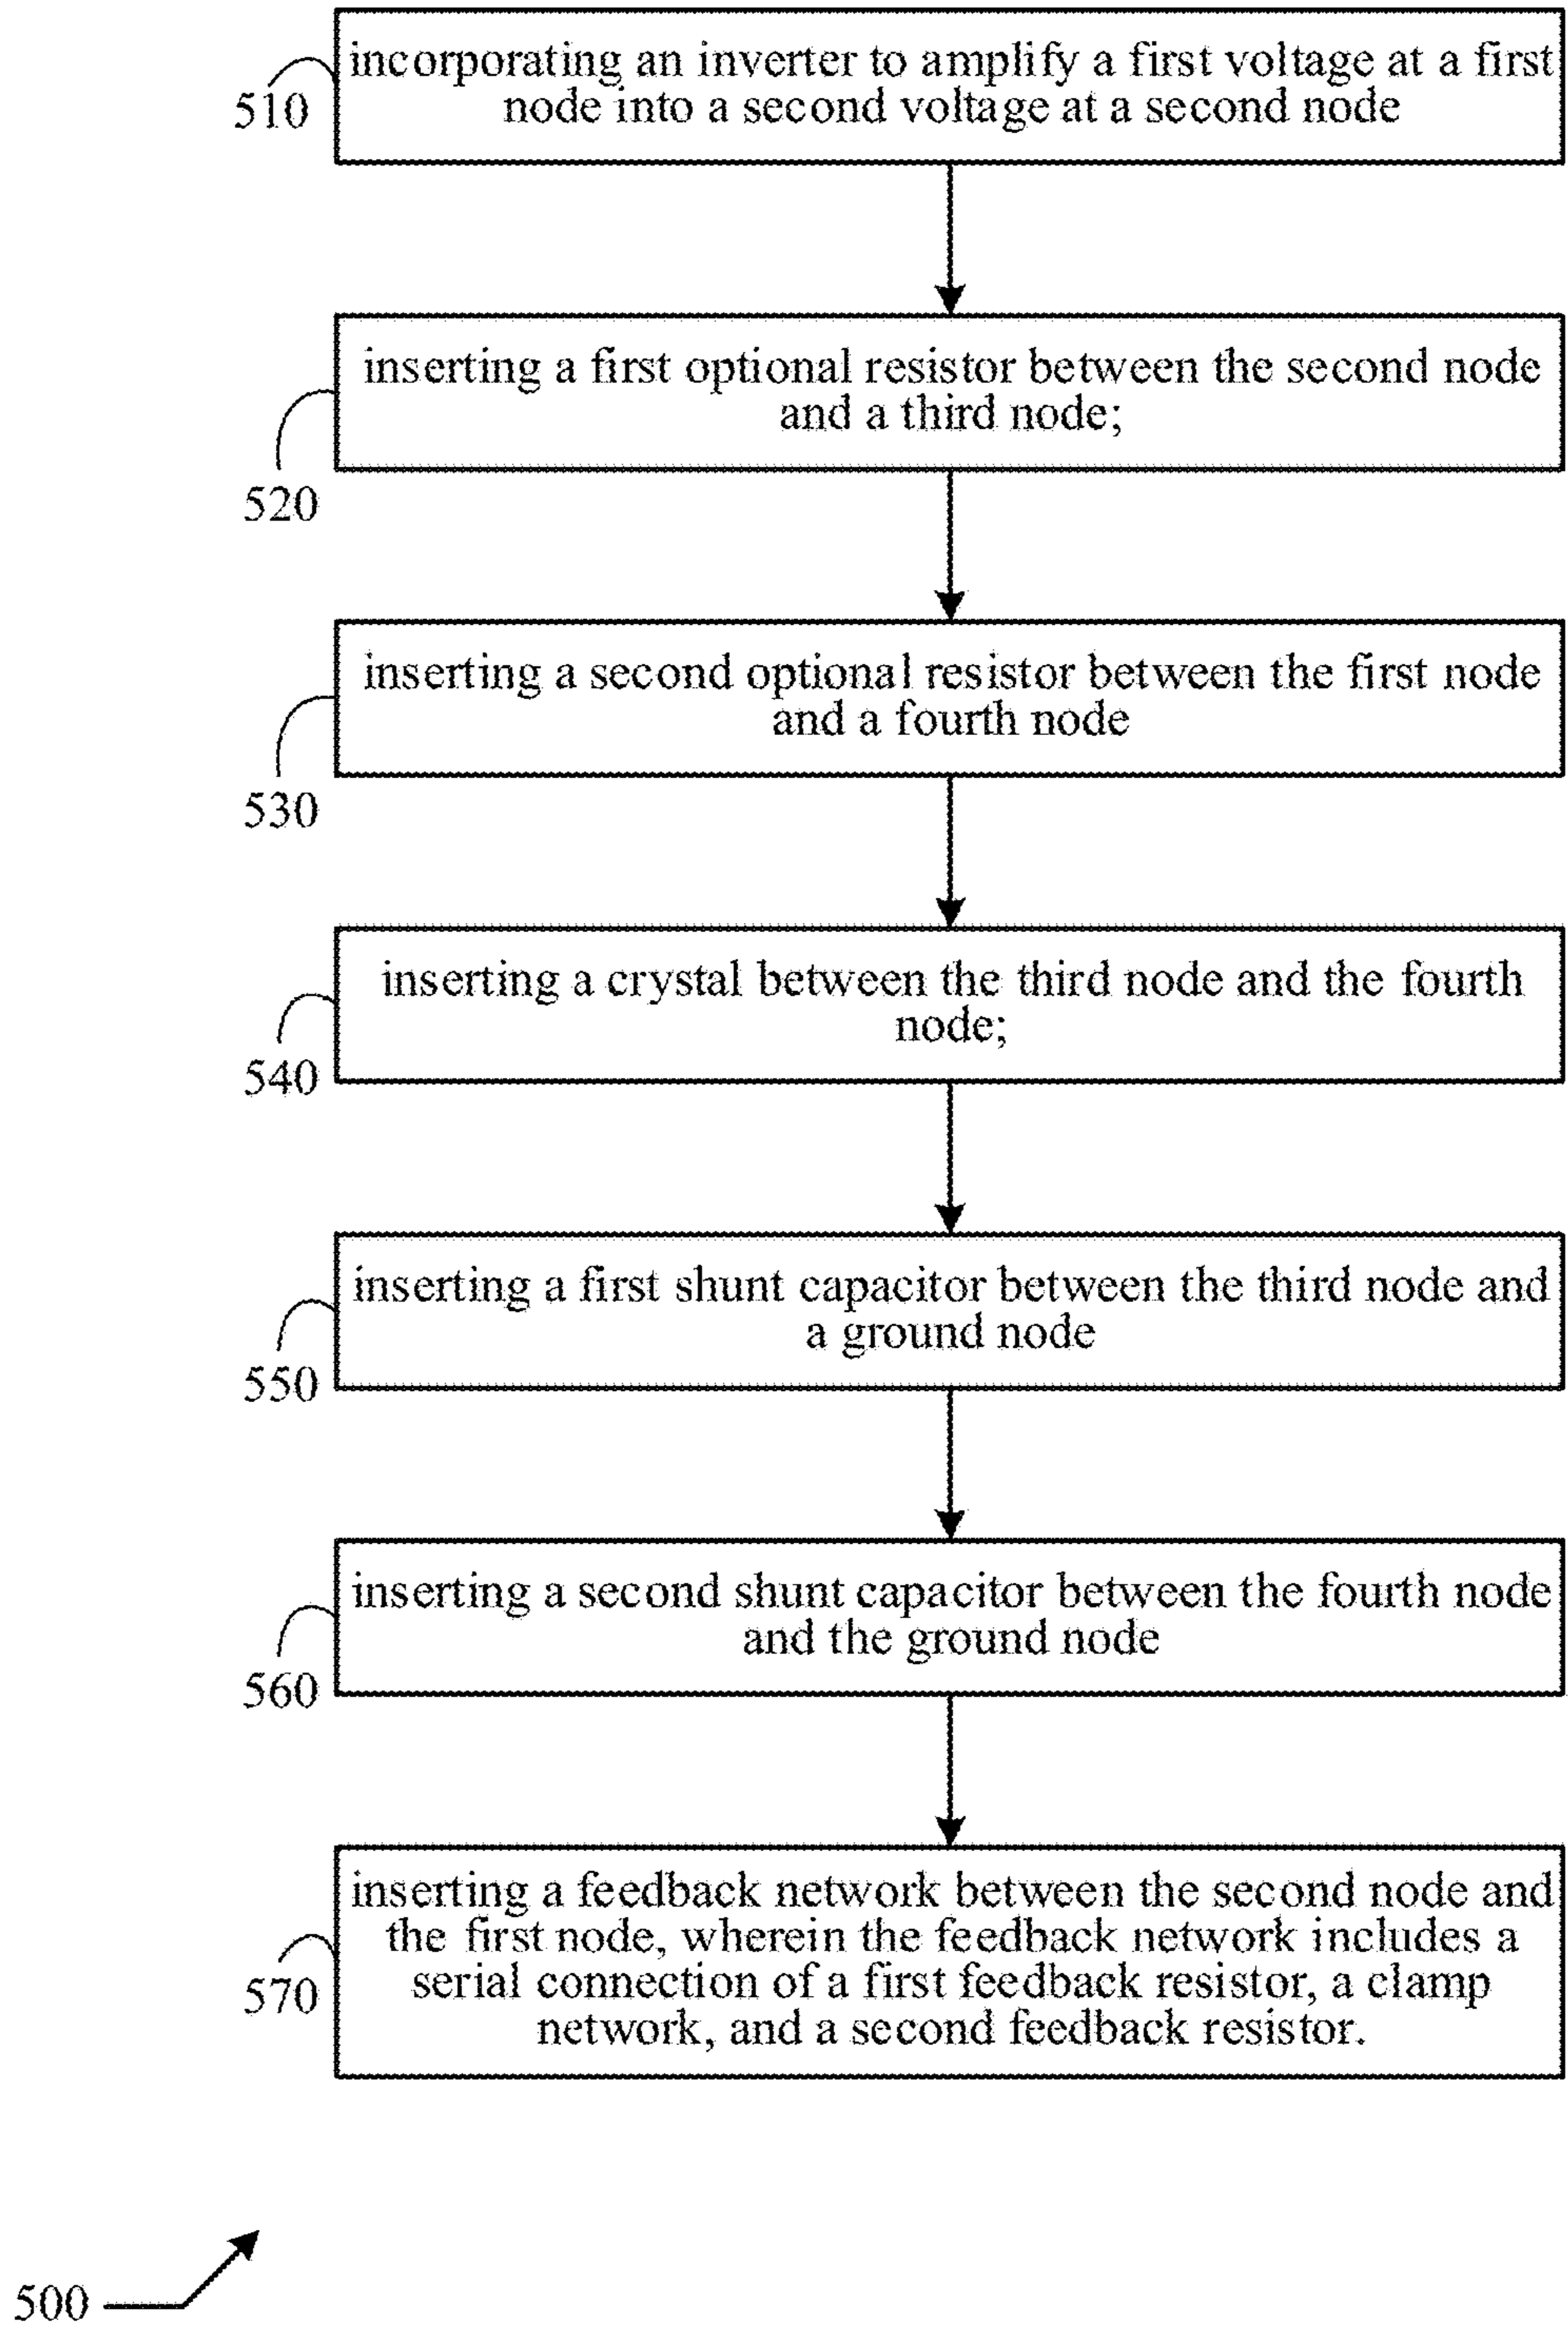 incorporating an inverter to amplify a first voltage at a first
node into a second voltage at a second node
510
inserting a first optional resistor between the second node
and a third node;
520
inserting a second optional resistor between the first node
and a fourth node
530
inserting a crystal between the third node and the fourth
node;
540
inserting a first shunt capacitor between the third node and
a ground node
550
inserting a second shunt capacitor between the fourth node
and the ground node
560
inserting a feedback network between the second node and
the first node, wherein the feedback network includes a
serial connection of a first feedback resistor, a clamp
network, and a second feedback resistor.
570
500